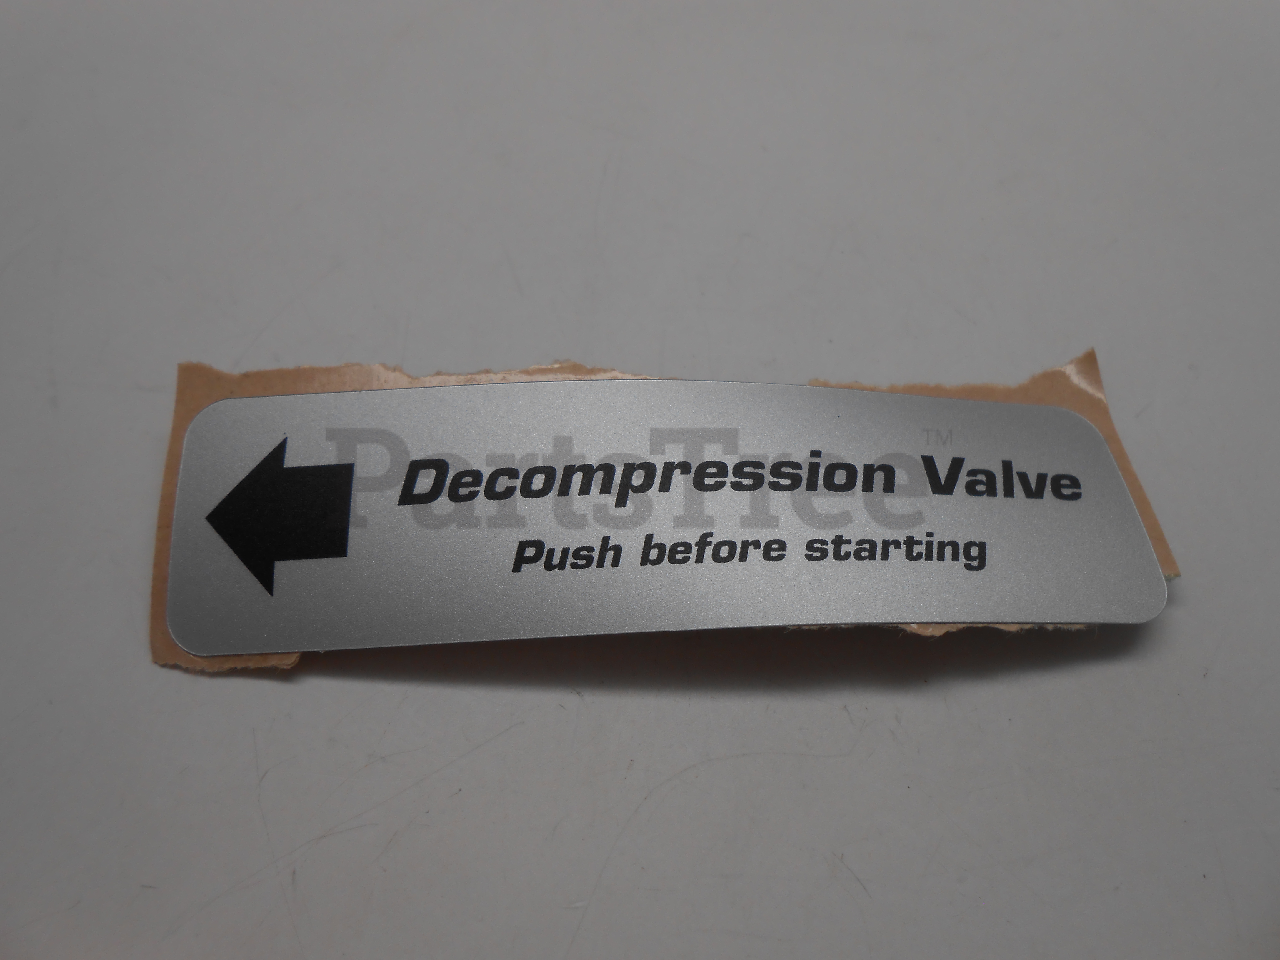 PartsTree™
Decompression Valve
Push before starting